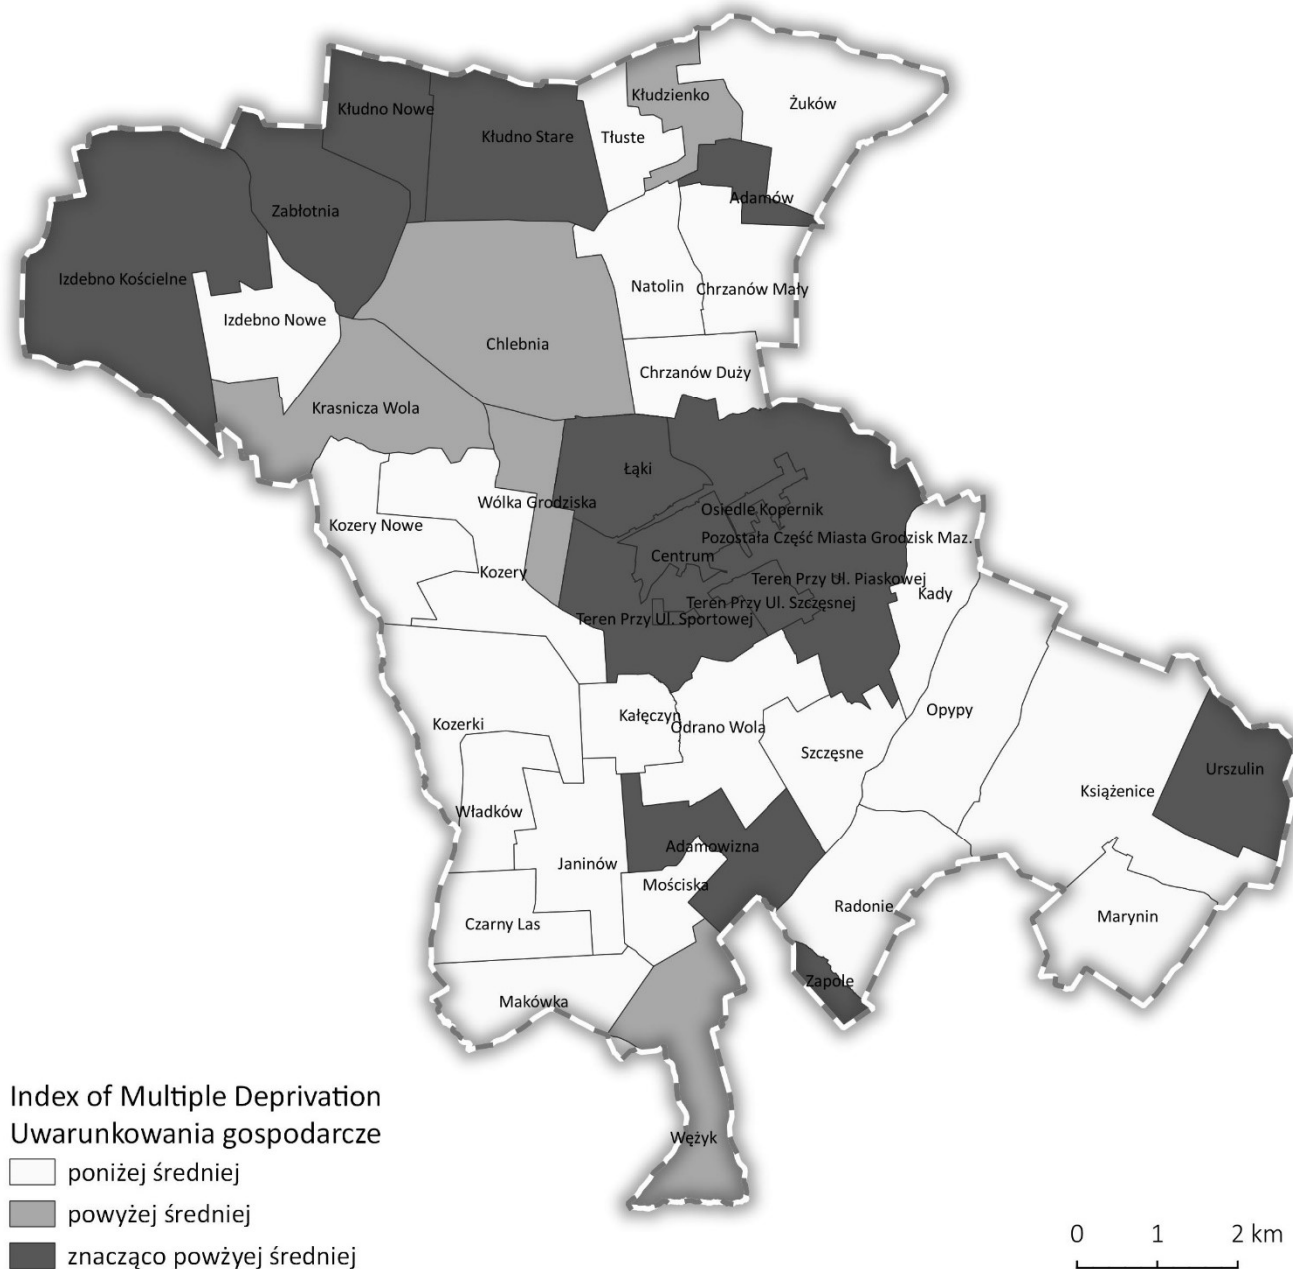 Kłudzienko
Żuków
Kłudno Nowe
Kłudno Stare
Tłuste
Adamów
Zabłotnia
Izdebno Kościelne
Natolin
Chrzanów Mały
Izdebno Nowe
Chlebnia
Chrzanów Duży
Krasnicza Wola
Łąki
Wólka Grodziska
Osiedle Kopernik
Kozery Nowe
Pozostała Część Miasta Grodzisk Maz.
Centrum
Kozery
Teren Przy Ul. Piaskowej
Kady
Teren Przy Ul. Szczęsnej
Teren Przy Ul. Sportowej
Kałęczyn
Opypy
Kozerki
Odrano Wola
Szczęsne
Urszulin
Książenice
Władków
Adamowizna
Janinów
Mościska
Radonie
Marynin
Czarny Las
Zapole
Makówka
Wężyk
Index of Multiple Deprivation
Uwarunkowania gospodarcze
poniżej średniej
powyżej średniej
znacząco powżyej średniej
0 1 2 km